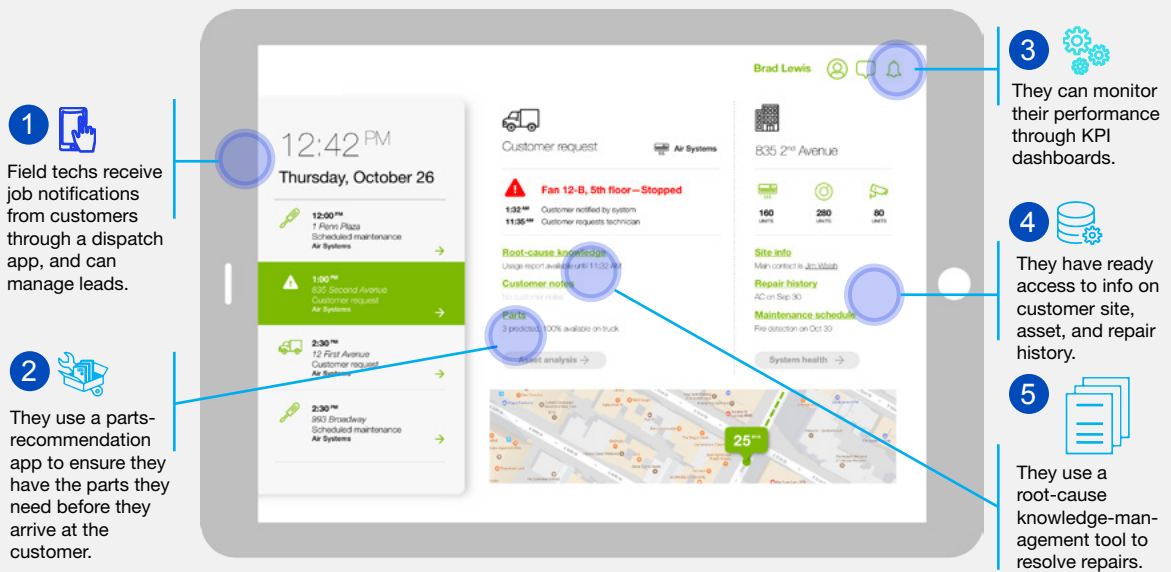 1
Field techs receive
job notifications
from customers
through a dispatch
app, and can
manage leads.
2
They use a parts-
recommendation
app to ensure they
have the parts they
need before they
arrive at the
customer.
12:42 PM
Thursday, October 26
12:00 PM
1 Penn Plaza
Scheduled maintenance
Air Systems
1:00 PM
835 Second Avenue
Customer request
Air Systems
2:30 PM
12 First Avenue
Customer request
Air Systems
2:30 PM
993 Broadway
Scheduled maintenance
Air Systems
Brad Lewis
Customer request
Air Systems
Fan 12-B, 5th floor—Stopped
1:32 AM Customer notified by system
11:35 AM Customer requests technician
Root-cause knowledge
Usage report available until 11:32 AM
Customer notes
No customer notes
Parts
3 predicted, 100% available on truck
Asset analysis →
835 2nd Avenue
160
UNITS
280
UNITS
80
UNITS
Site info
Main contact is Jim Walsh
Repair history
AC on Sep 30
Maintenance schedule
Fire detection on Oct 30
System health →
25 MIN
3
They can monitor
their performance
through KPI
dashboards.
4
They have ready
access to info on
customer site,
asset, and repair
history.
5
They use a
root-cause
knowledge-man-
agement tool to
resolve repairs.